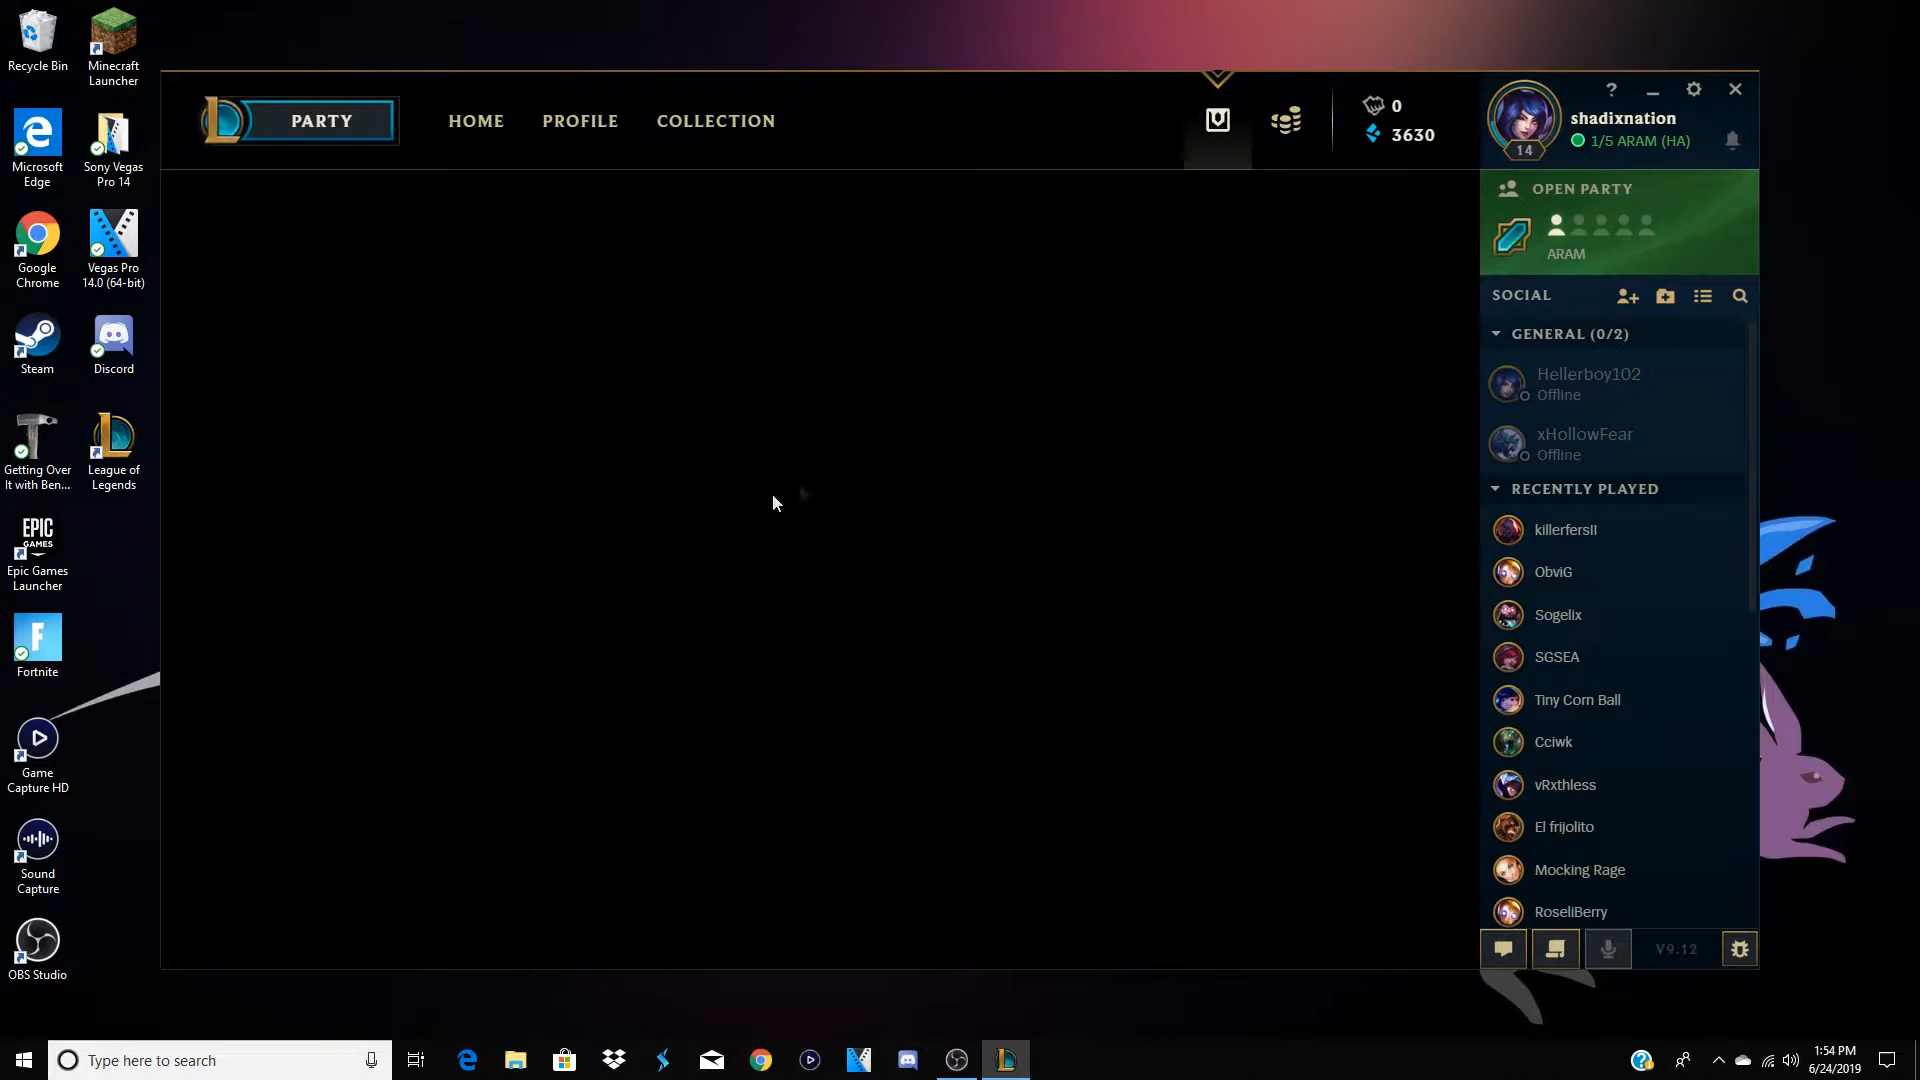 Recycle Bin
Minecraft
Launcher
Microsoft
Edge
Sony Vegas
Pro 14
Google
Chrome
Vegas Pro
14.0 (64-bit)
Steam
Discord
Getting Over
It with Ben...
League of
Legends
EPIC
GAMES
Epic Games
Launcher
F
Fortnite
Game
Capture HD
Sound
Capture
OBS Studio
PARTY
HOME
PROFILE
COLLECTION
0
3630
?
shadixnation
14
1/5 ARAM (HA)
OPEN PARTY
ARAM
SOCIAL
GENERAL (0/2)
Hellerboy102
Offline
xHollowFear
Offline
RECENTLY PLAYED
killerfersII
ObviG
Sogelix
SGSEA
Tiny Corn Ball
Cciwk
vRxthless
El frijolito
Mocking Rage
RoseliBerry
V9.12
Type here to search
1:54 PM
6/24/2019